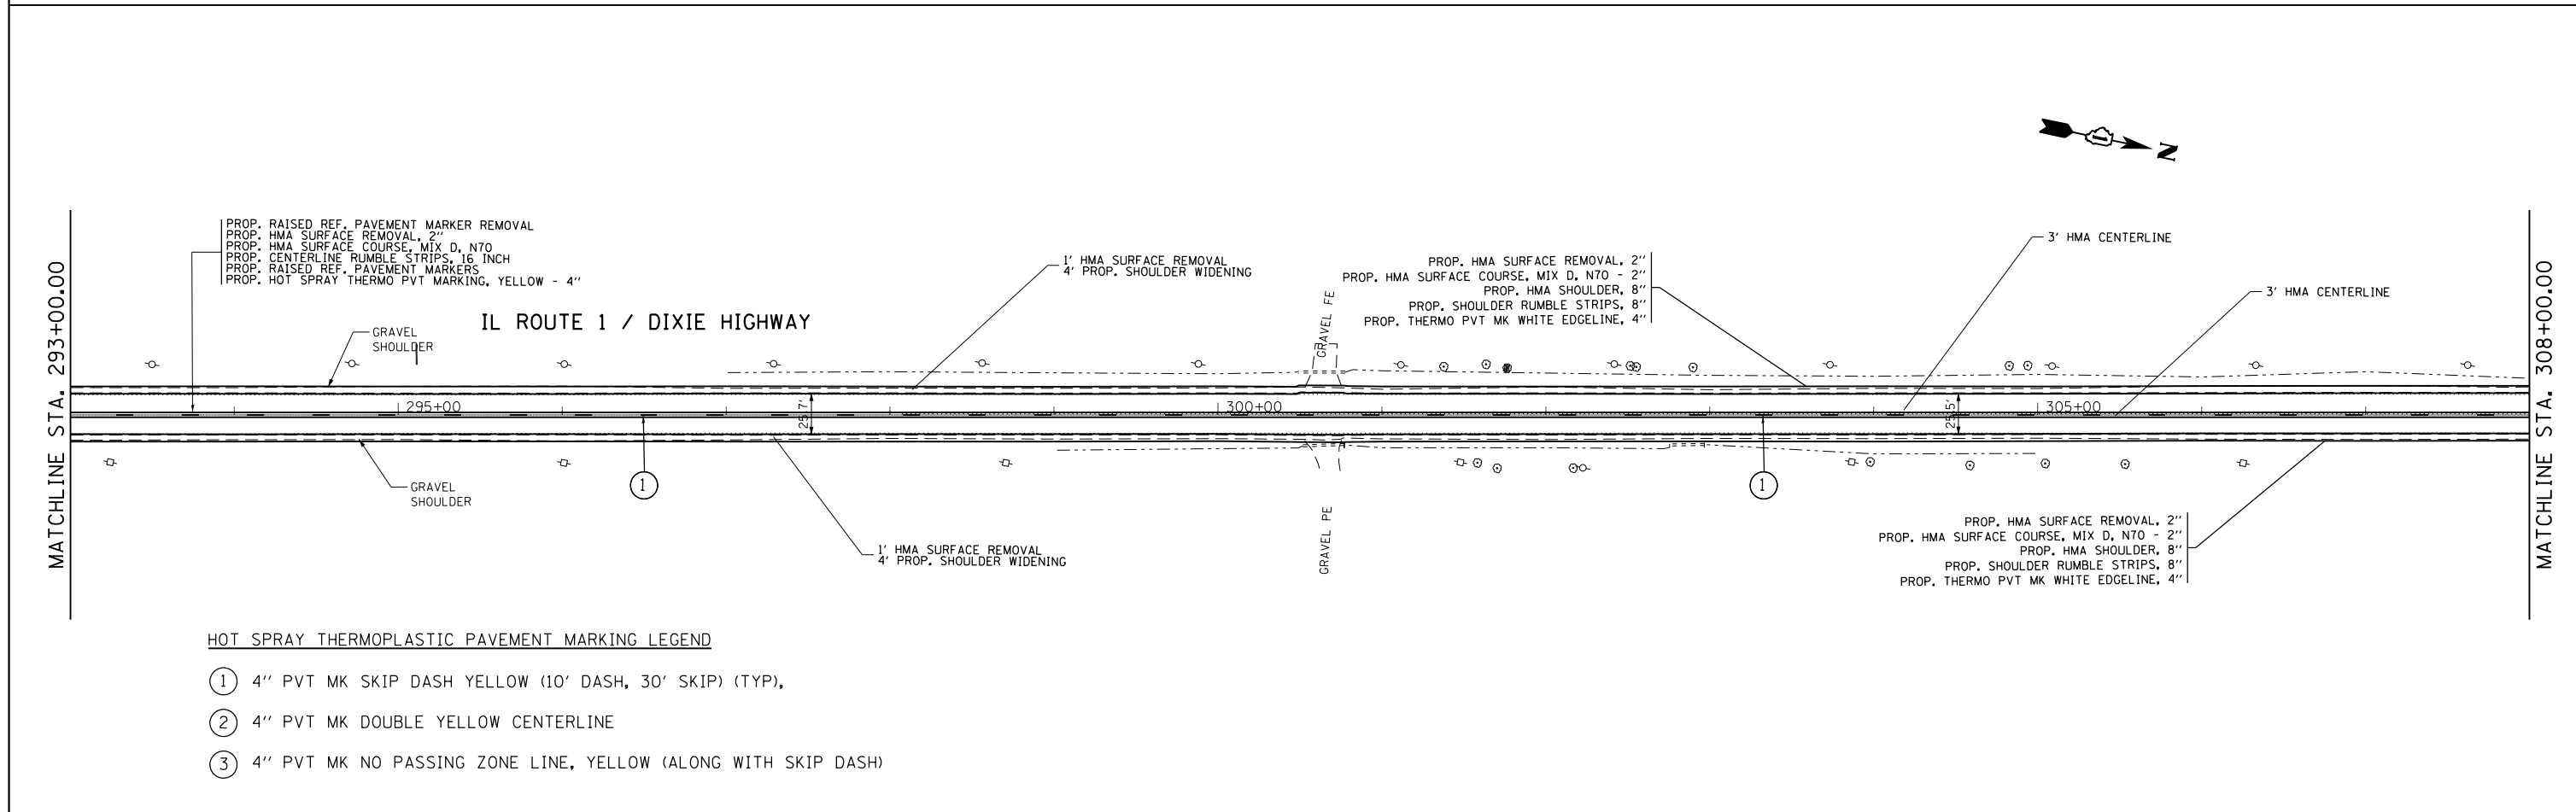 N
MATCHLINE STA. 293+00.00
PROP. RAISED REF. PAVEMENT MARKER REMOVAL
PROP. HMA SURFACE REMOVAL, 2"
PROP. HMA SURFACE COURSE, MIX D, N70
PROP. CENTERLINE RUMBLE STRIPS, 16 INCH
PROP. RAISED REF. PAVEMENT MARKERS
PROP. HOT SPRAY THERMO PVT MARKING, YELLOW - 4"
IL ROUTE 1 / DIXIE HIGHWAY
GRAVEL
SHOULDER
1' HMA SURFACE REMOVAL
4' PROP. SHOULDER WIDENING
PROP. HMA SURFACE REMOVAL, 2"
PROP. HMA SURFACE COURSE, MIX D, N70 - 2"
PROP. HMA SHOULDER, 8"
PROP. SHOULDER RUMBLE STRIPS, 8"
PROP. THERMO PVT MK WHITE EDGELINE, 4"
GRAVEL FE
3' HMA CENTERLINE
3' HMA CENTERLINE
MATCHLINE STA. 308+00.00
295+00
25.7'
300+00
25.5'
305+00
1
1
GRAVEL
SHOULDER
1' HMA SURFACE REMOVAL
4' PROP. SHOULDER WIDENING
GRAVEL PE
PROP. HMA SURFACE REMOVAL, 2"
PROP. HMA SURFACE COURSE, MIX D, N70 - 2"
PROP. HMA SHOULDER, 8"
PROP. SHOULDER RUMBLE STRIPS, 8"
PROP. THERMO PVT MK WHITE EDGELINE, 4"
HOT SPRAY THERMOPLASTIC PAVEMENT MARKING LEGEND
1 4" PVT MK SKIP DASH YELLOW (10' DASH, 30' SKIP) (TYP),
2 4" PVT MK DOUBLE YELLOW CENTERLINE
3 4" PVT MK NO PASSING ZONE LINE, YELLOW (ALONG WITH SKIP DASH)